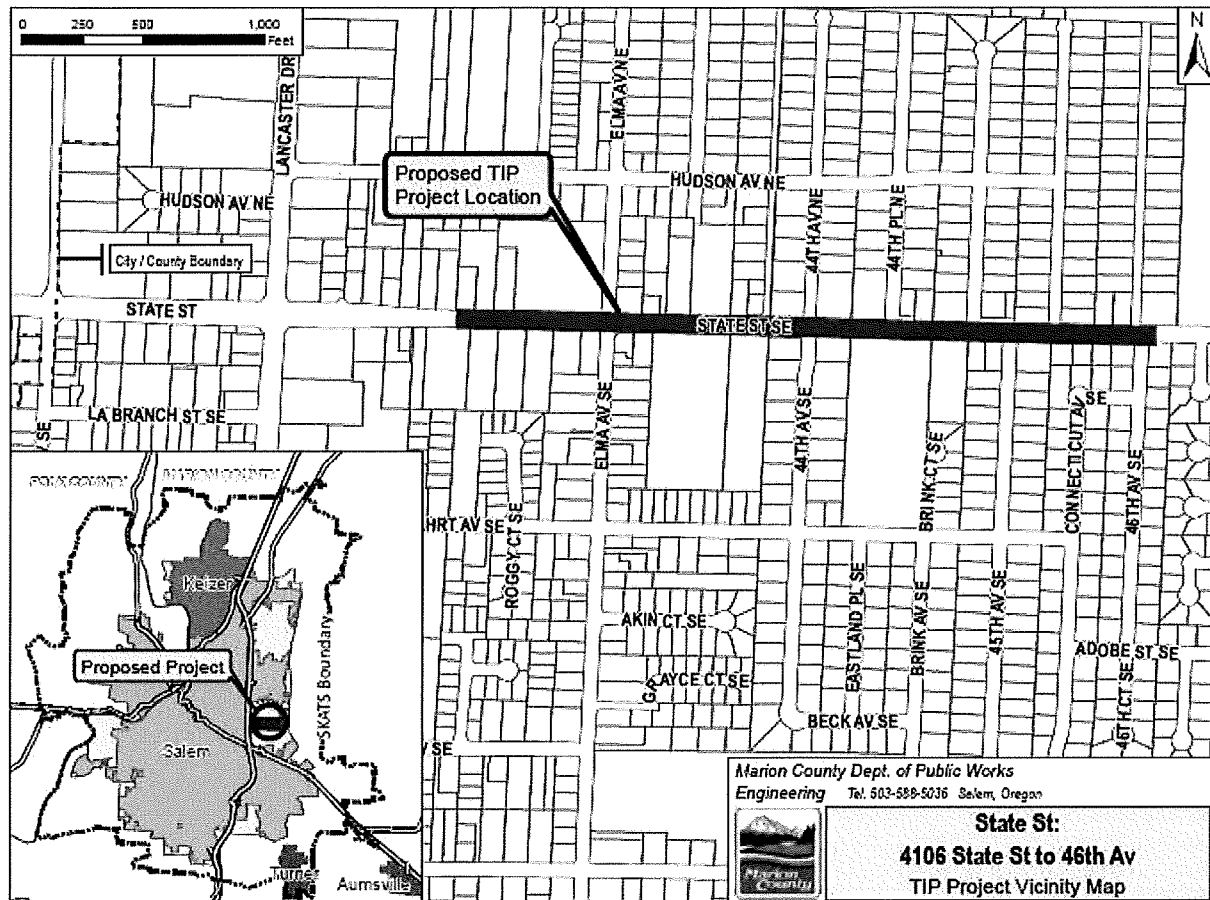 0 250 500 1,000
Feet
N
LANCASTER DR
ELMA AV NE
Proposed TIP
Project Location
HUDSON AV NE
HUDSON AV NE
44TH AV NE
44TH PL NE
City / County Boundary
STATE ST
STATE ST SE
LA BRANCH ST SE
SE
ELMA AV SE
44TH AV SE
BRINK CT SE
CONNECTICUT AV SE
46TH AV SE
HRT AV SE
ROGGY CT SE
AKIN CT SE
EASTLAND PL SE
BRINK AV SE
45TH AV SE
ADOBE ST SE
AYCE CT SE
46TH CT SE
BECK AV SE
V SE
POLK COUNTY
MARION COUNTY
Keizer
Proposed Project
SKATS Boundary
Salem
Turner
Aumsville
Marion County Dept. of Public Works
Engineering Tel. 503-588-5036 Salem, Oregon
Marion
County
State St:
4106 State St to 46th Av
TIP Project Vicinity Map